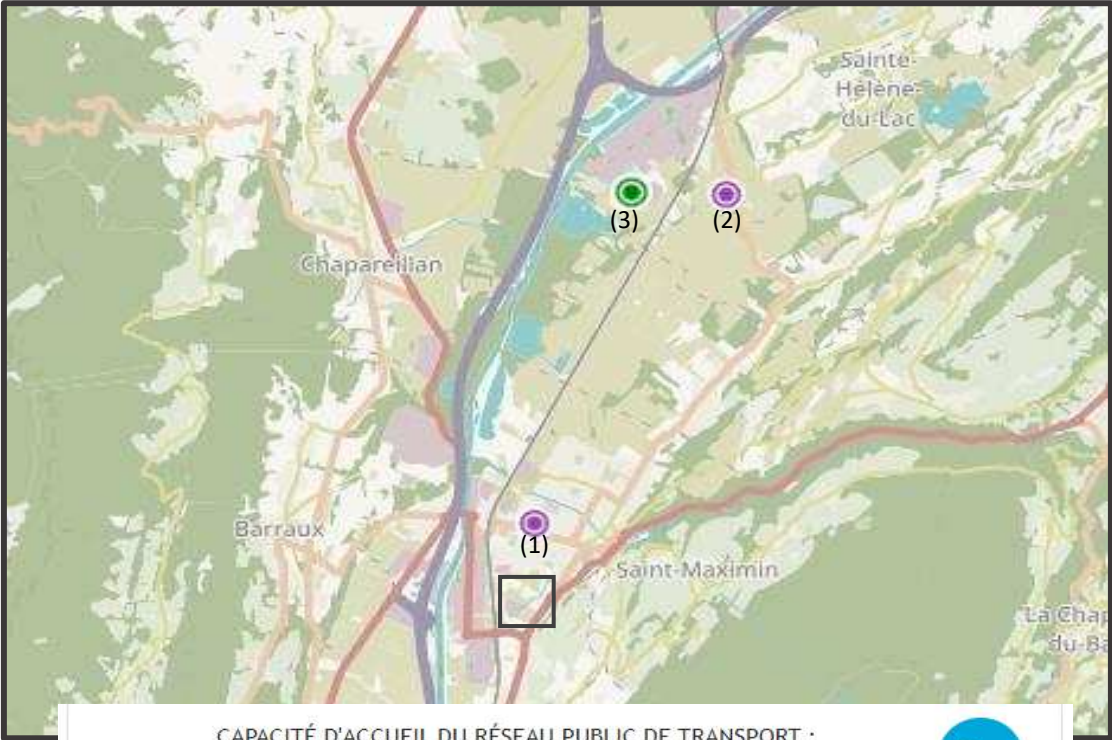 Sainte-
Hélène-
du-Lac
(3)
(2)
Chapareillan
Barraux
(1)
Saint-Maximin
La Chap
du-Ba
CAPACITÉ D'ACCUEIL DU RÉSEAU PUBLIC DE TRANSPORT :